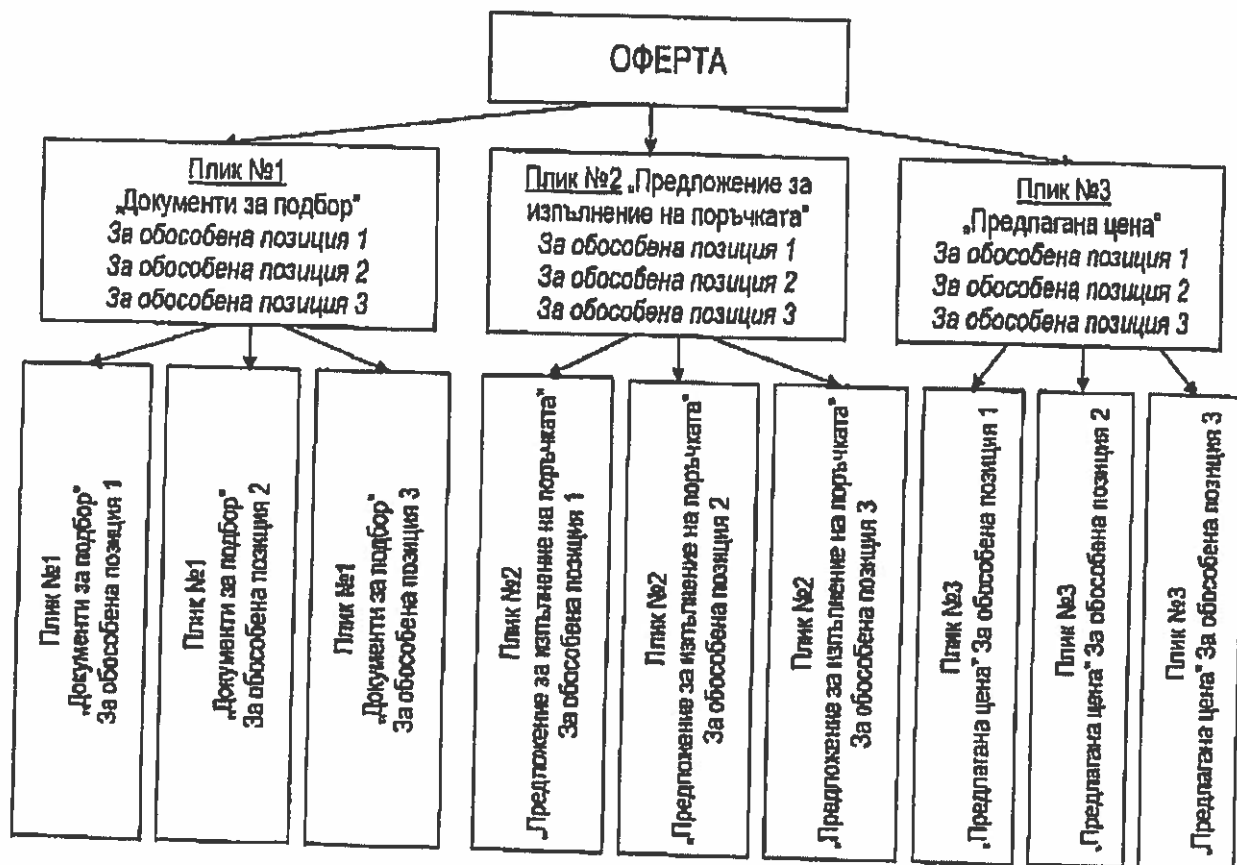 ОФЕРТА
Плик №1
„Документи за подбор"
За обособена позиция 1
За обособена позиция 2
За обособена позиция 3
Плик №2 „Предложение за
изпълнение на поръчката"
За обособена позиция 1
За обособена позиция 2
За обособена позиция 3
Плик №3
„Предлагана цена"
За обособена позиция 1
За обособена позиция 2
За обособена позиция 3
Плик №1
„Документи за подбор"
За обособена позиция 1
Плик №1
„Документи за подбор"
За обособена позиция 2
Плик №1
„Документи за подбор"
За обособена позиция 3
Плик №2
„Предложение за изпълнение на поръчката"
За обособена позиция 1
Плик №2
„Предложение за изпълнение на поръчката"
За обособена позиция 2
Плик №2
„Предложение за изпълнение на поръчката"
За обособена позиция 3
Плик №3
„Предлагана цена" За обособена позиция 1
Плик №3
„Предлагана цена" За обособена позиция 2
Плик №3
„Предлагана цена" За обособена позиция 3